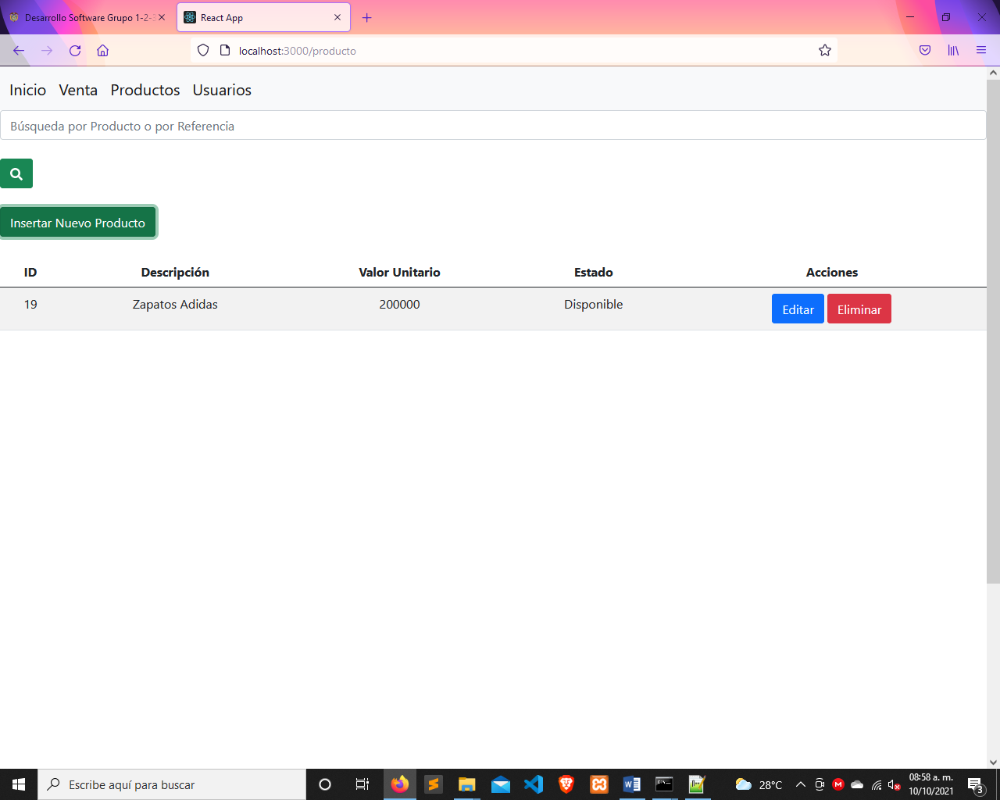 Desarrollo Software Grupo 1-2-3
React App
localhost:3000/producto
Inicio Venta Productos Usuarios
Búsqueda por Producto o por Referencia
Insertar Nuevo Producto
ID Descripción Valor Unitario Estado Acciones
19 Zapatos Adidas 200000 Disponible Editar Eliminar
Escribe aquí para buscar
28°C
08:58 a. m.
10/10/2021
3